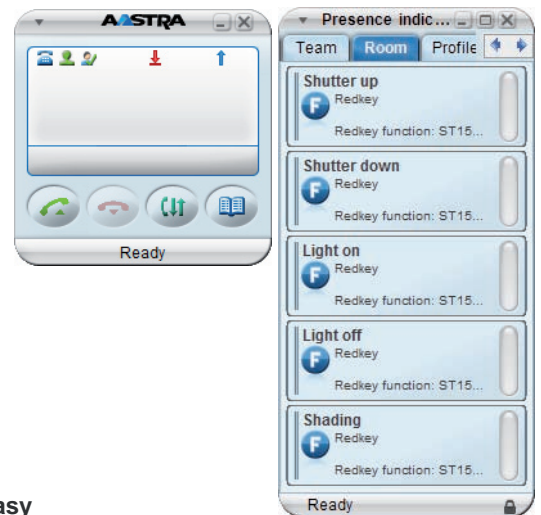 AASTRA
Ready
Presence indic...
Team Room Profile
Shutter up
F Redkey
Redkey function: ST15...
Shutter down
F Redkey
Redkey function: ST15...
Light on
F Redkey
Redkey function: ST15...
Light off
F Redkey
Redkey function: ST15...
Shading
F Redkey
Redkey function: ST15...
Ready
asy